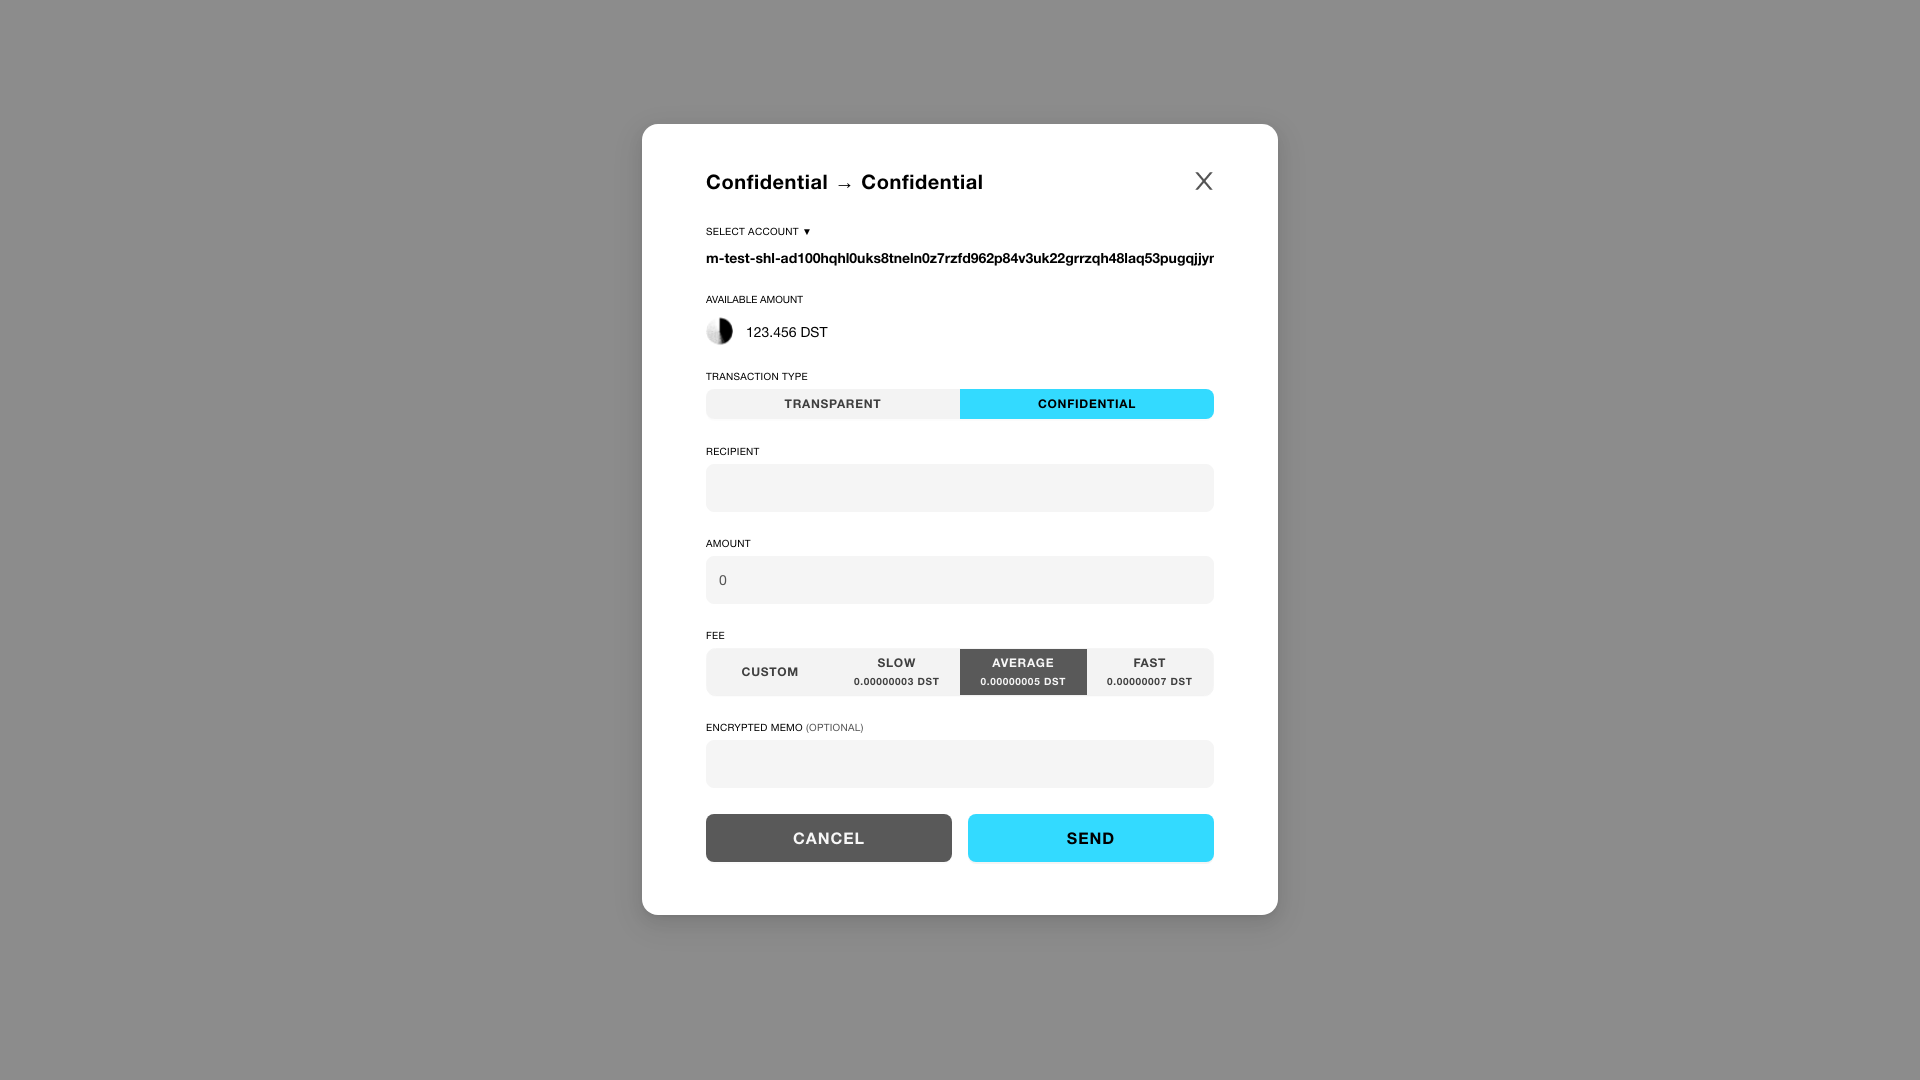 Confidential → Confidential
X
SELECT ACCOUNT ▼
m-test-shl-ad100hqhl0uks8tneln0z7rzfd962p84v3uk22grrzqh48laq53pugqjjyr
AVAILABLE AMOUNT
123.456 DST
TRANSACTION TYPE
TRANSPARENT CONFIDENTIAL
RECIPIENT
AMOUNT
0
FEE
CUSTOM SLOW AVERAGE FAST
0.00000003 DST 0.00000005 DST 0.00000007 DST
ENCRYPTED MEMO (OPTIONAL)
CANCEL SEND